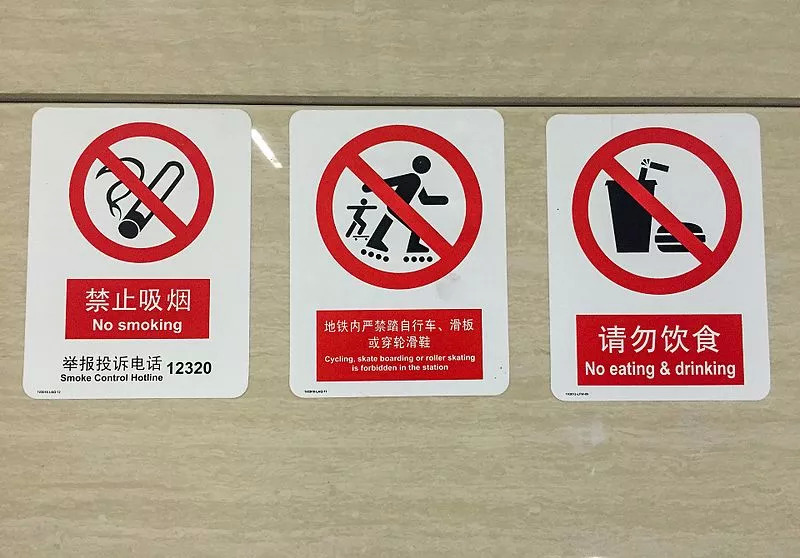 禁止吸烟
No smoking
举报投诉电话 12320
Smoke Control Hotline
地铁内严禁踏自行车、滑板
或穿轮滑鞋
Cycling, skate boarding or roller skating
is forbidden in the station
请勿饮食
No eating & drinking